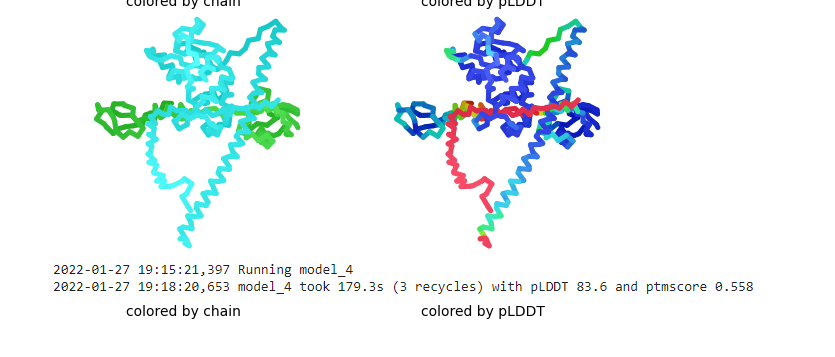 colored by chain colored by pLDDT
2022-01-27 19:15:21,397 Running model_4
2022-01-27 19:18:20,653 model_4 took 179.3s (3 recycles) with pLDDT 83.6 and ptmscore 0.558
colored by chain colored by pLDDT